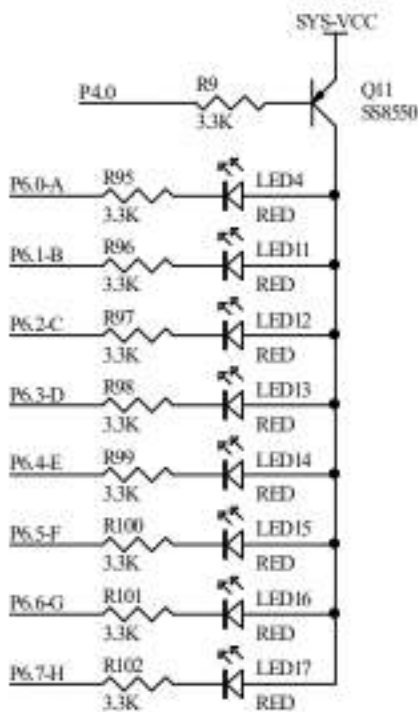 SYS-VCC
R9
P4.0
3.3K
Q11
SS8550
R95
LED4
P6.0-A
3.3K
RED
R96
LED11
P6.1-B
3.3K
RED
R97
LED12
P6.2-C
3.3K
RED
R98
LED13
P6.3-D
3.3K
RED
R99
LED14
P6.4-E
3.3K
RED
R100
LED15
P6.5-F
3.3K
RED
R101
LED16
P6.6-G
3.3K
RED
R102
LED17
P6.7-H
3.3K
RED